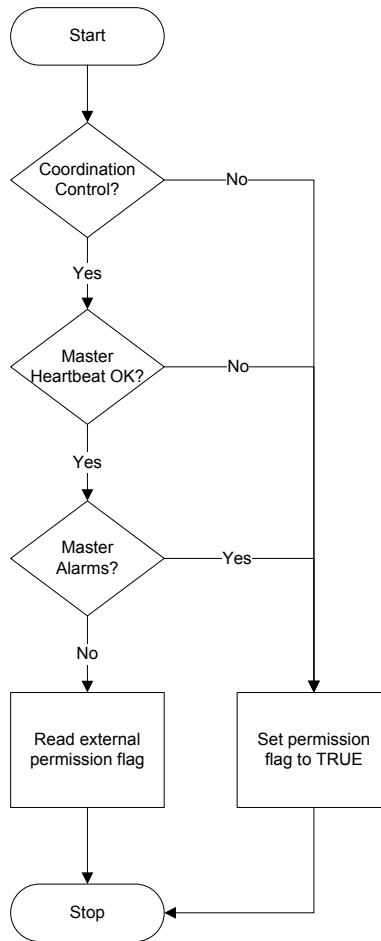 Start
Coordination
Control?
No
Yes
Master
Heartbeat OK?
No
Yes
Master
Alarms?
Yes
No
Read external
permission flag
Set permission
flag to TRUE
Stop